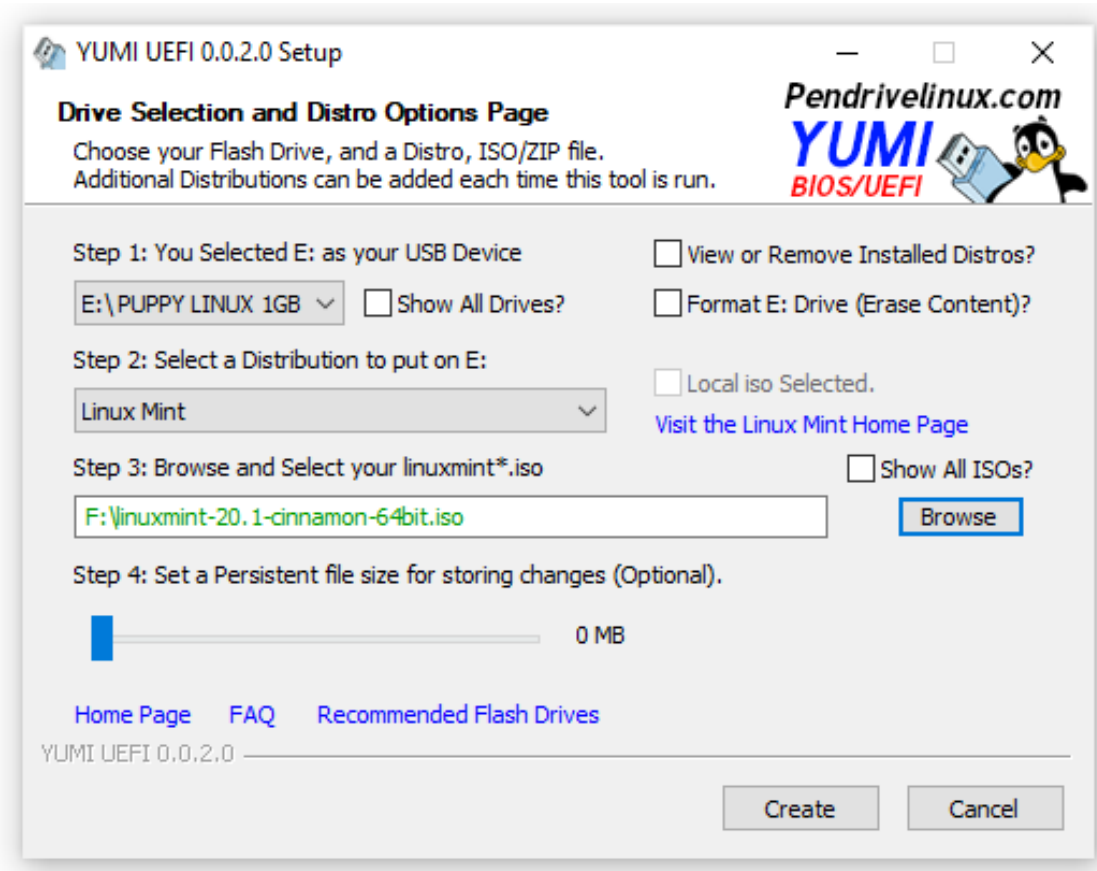 YUMI UEFI 0.0.2.0 Setup
Drive Selection and Distro Options Page
Choose your Flash Drive, and a Distro, ISO/ZIP file.
Additional Distributions can be added each time this tool is run.
Pendrivelinux.com
YUMI
BIOS/UEFI
Step 1: You Selected E: as your USB Device
View or Remove Installed Distros?
E:\ PUPPY LINUX 1GB
Show All Drives?
Format E: Drive (Erase Content)?
Step 2: Select a Distribution to put on E:
Local iso Selected.
Linux Mint
Visit the Linux Mint Home Page
Step 3: Browse and Select your linuxmint*.iso
Show All ISOs?
F:\linuxmint-20.1-cinnamon-64bit.iso
Browse
Step 4: Set a Persistent file size for storing changes (Optional).
0 MB
Home Page FAQ Recommended Flash Drives
YUMI UEFI 0.0.2.0
Create
Cancel